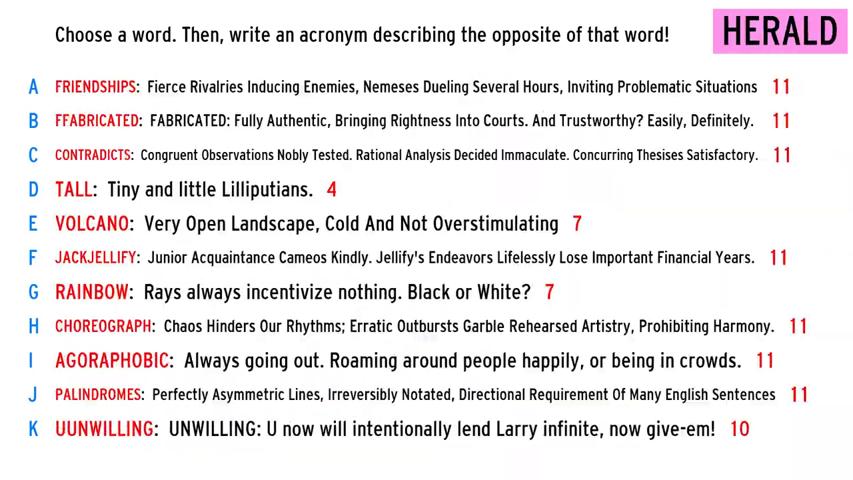 Choose a word. Then, write an acronym describing the opposite of that word!
HERALD
A FRIENDSHIPS: Fierce Rivalries Inducing Enemies, Nemeses Dueling Several Hours, Inviting Problematic Situations 11
B FFABRICATED: FABRICATED: Fully Authentic, Bringing Rightness Into Courts. And Trustworthy? Easily, Definitely. 11
C CONTRADICTS: Congruent Observations Nobly Tested. Rational Analysis Decided Immaculate. Concurring Thesises Satisfactory. 11
D TALL: Tiny and little Lilliputians. 4
E VOLCANO: Very Open Landscape, Cold And Not Overstimulating 7
F JACKJELLIFY: Junior Acquaintance Cameos Kindly. Jellify's Endeavors Lifelessly Lose Important Financial Years. 11
G RAINBOW: Rays always incentivize nothing. Black or White? 7
H CHOREOGRAPH: Chaos Hinders Our Rhythms; Erratic Outbursts Garble Rehearsed Artistry, Prohibiting Harmony. 11
I AGORAPHOBIC: Always going out. Roaming around people happily, or being in crowds. 11
J PALINDROMES: Perfectly Asymmetric Lines, Irreversibly Notated, Directional Requirement Of Many English Sentences 11
K UUNWILLING: UNWILLING: U now will intentionally lend Larry infinite, now give-em! 10